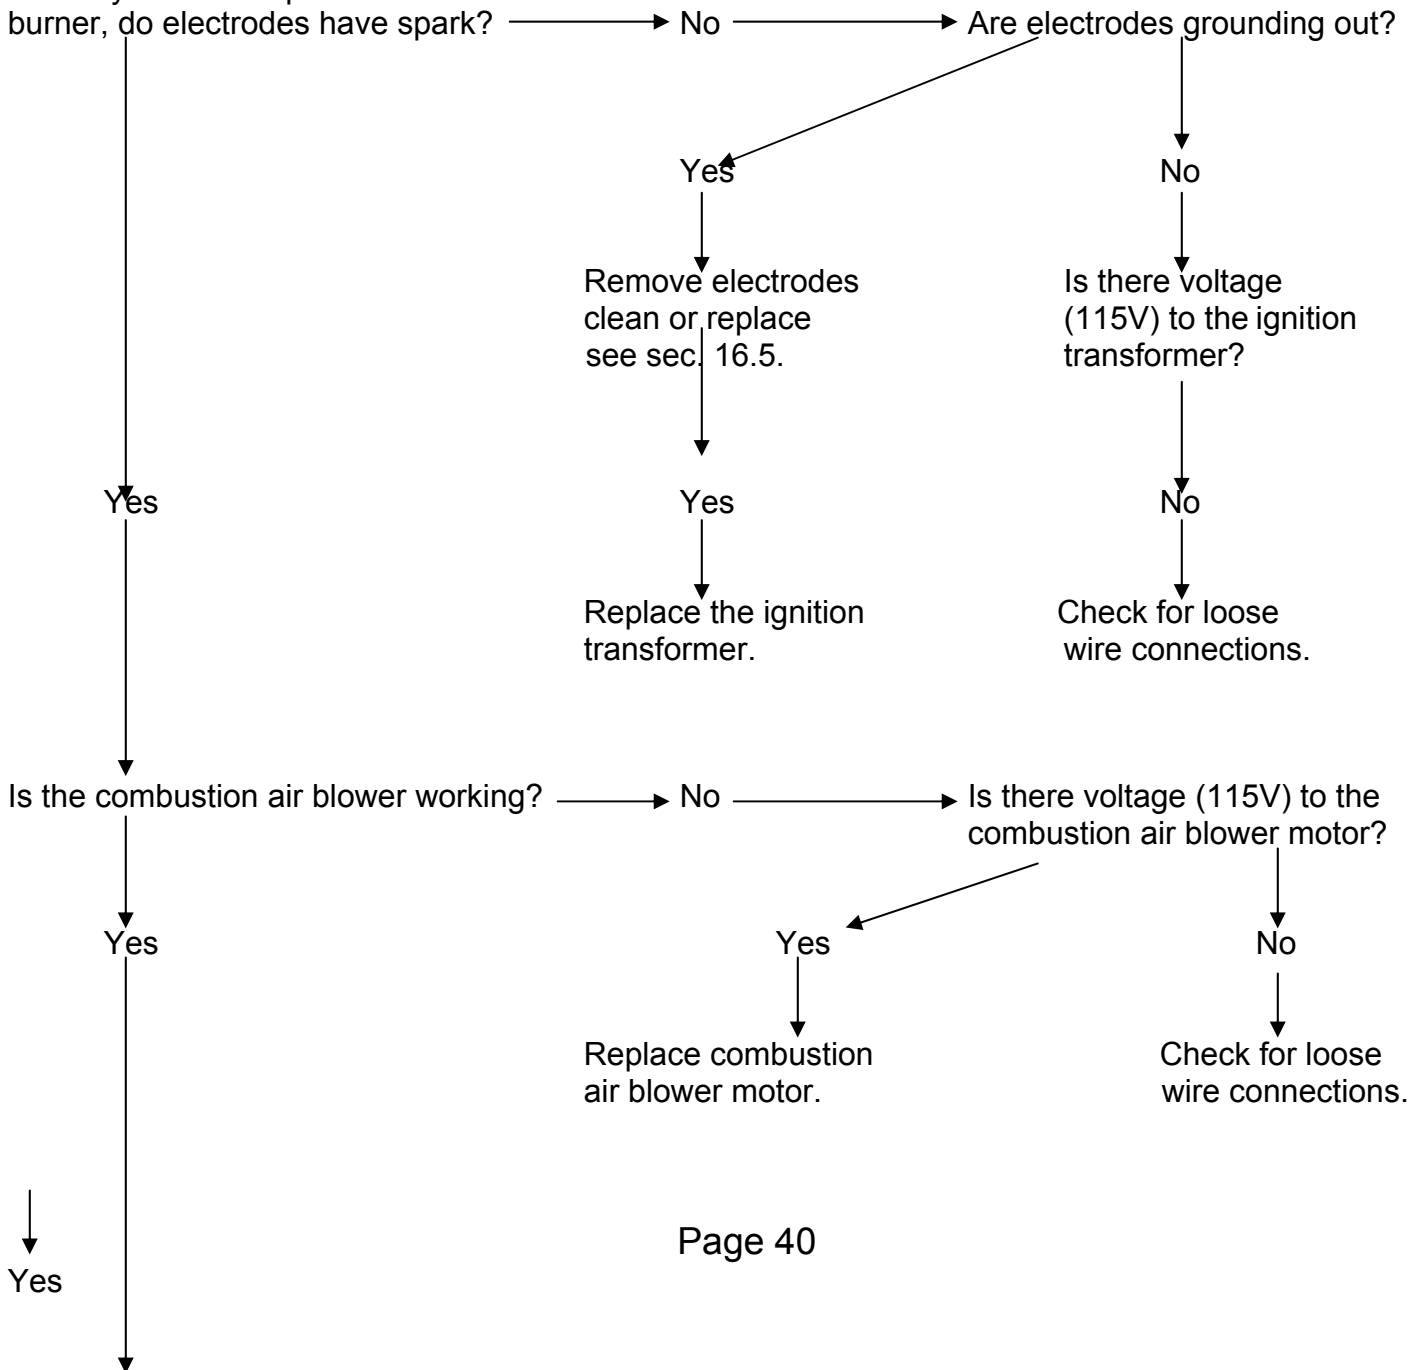 burner, do electrodes have spark?
No
Are electrodes grounding out?
Yes
No
Remove electrodes
clean or replace
see sec. 16.5.
Is there voltage
(115V) to the ignition
transformer?
Yes
Yes
No
Replace the ignition
transformer.
Check for loose
wire connections.
Is the combustion air blower working?
No
Is there voltage (115V) to the
combustion air blower motor?
Yes
Yes
No
Replace combustion
air blower motor.
Check for loose
wire connections.
Page 40
Yes